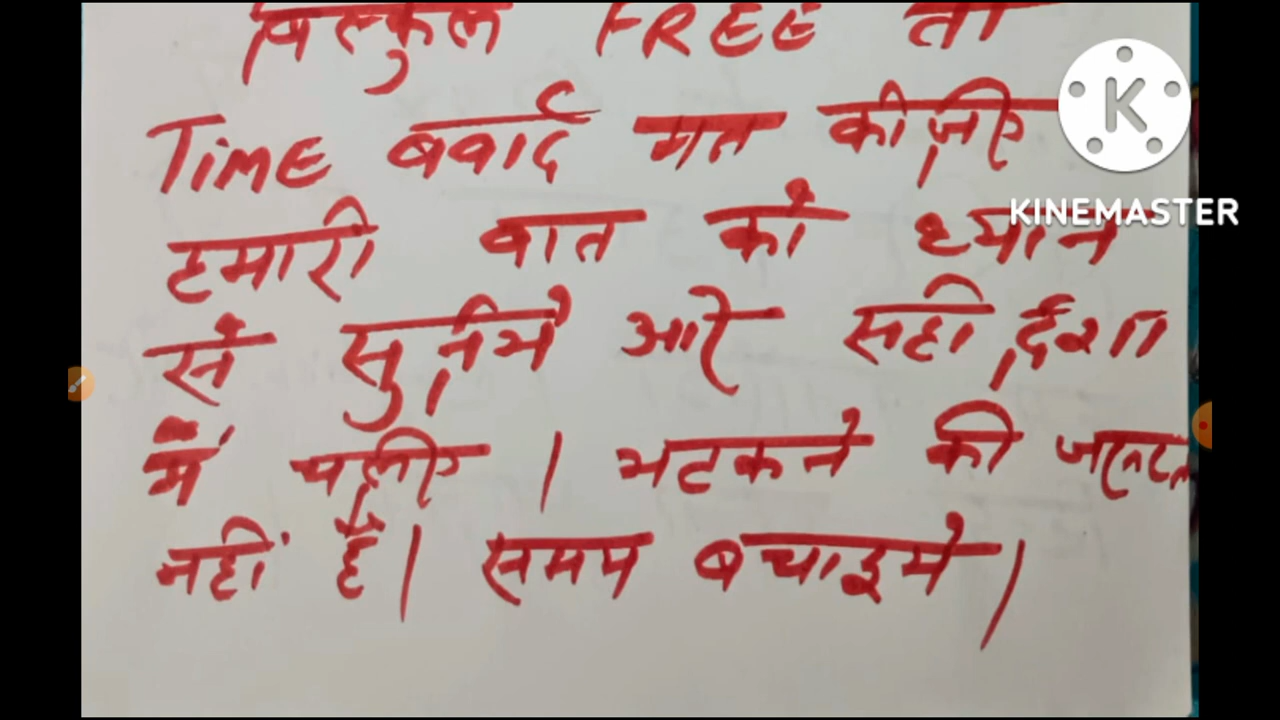 बिल्कुल FREE तो
TIME बर्बाद मत कीजिए
हमारी बात को ध्यान
से सुनिये और सही दिशा
में चलिए । भटकने की जरूरत
नहीं है। समय बचाइये।
KINEMASTER